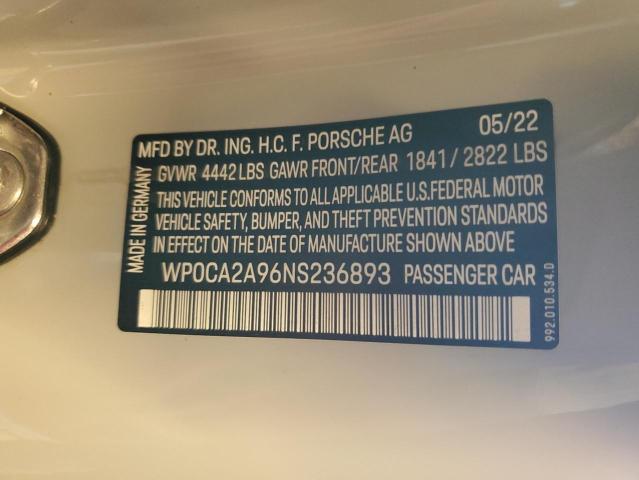 MFD BY DR. ING. H.C. F. PORSCHE AG 05/22
GVWR 4442 LBS GAWR FRONT/REAR 1841 / 2822 LBS
THIS VEHICLE CONFORMS TO ALL APPLICABLE U.S.FEDERAL MOTOR
VEHICLE SAFETY, BUMPER, AND THEFT PREVENTION STANDARDS
IN EFFECT ON THE DATE OF MANUFACTURE SHOWN ABOVE
WP0CA2A96NS236893 PASSENGER CAR
MADE IN GERMANY
992.010.534.0